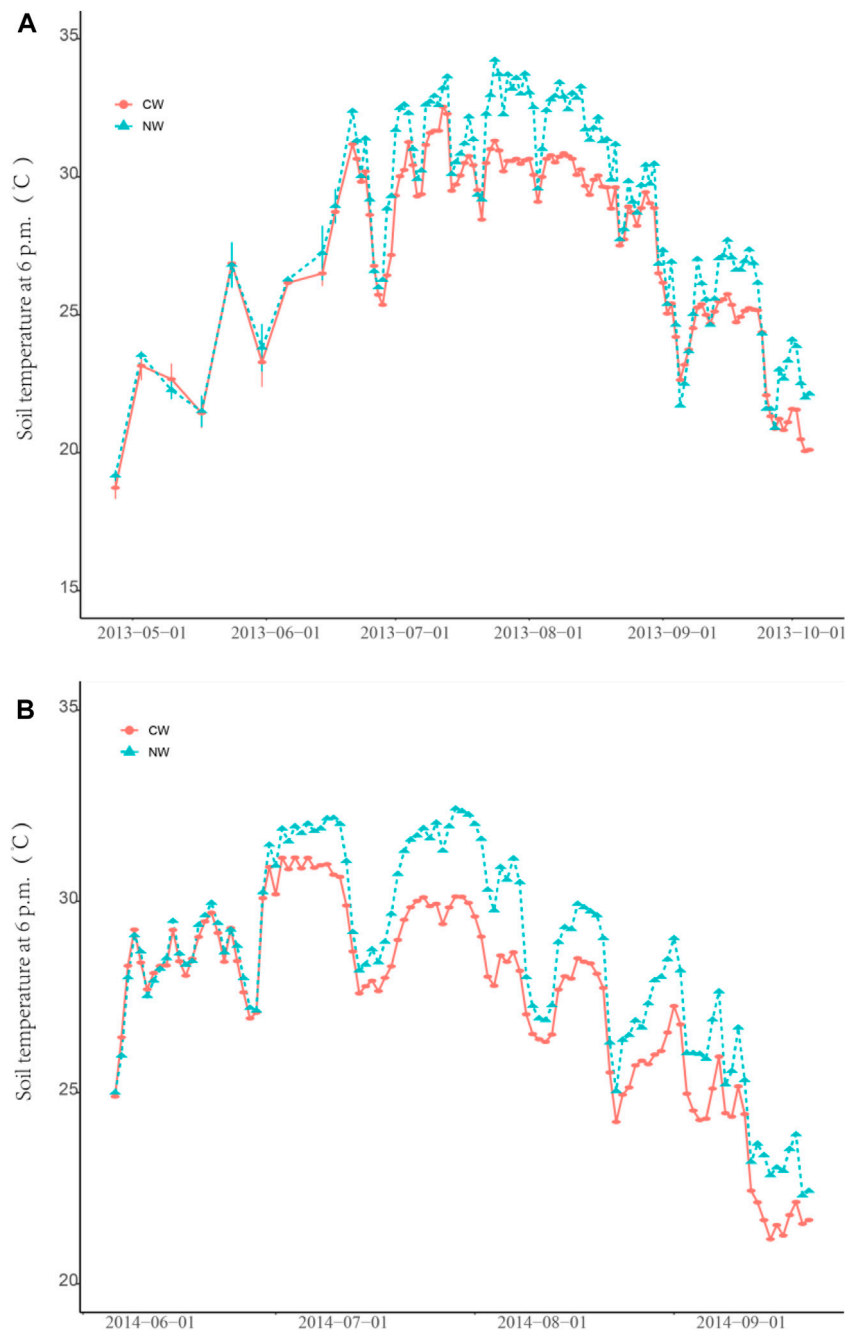 A
35
CW
NW
30
25
20
15
Soil temperature at 6 p.m. (℃)
2013−05−01 2013−06−01 2013−07−01 2013−08−01 2013−09−01 2013−10−01
B
35
CW
NW
30
25
20
Soil temperature at 6 p.m. (℃)
2014−06−01 2014−07−01 2014−08−01 2014−09−01